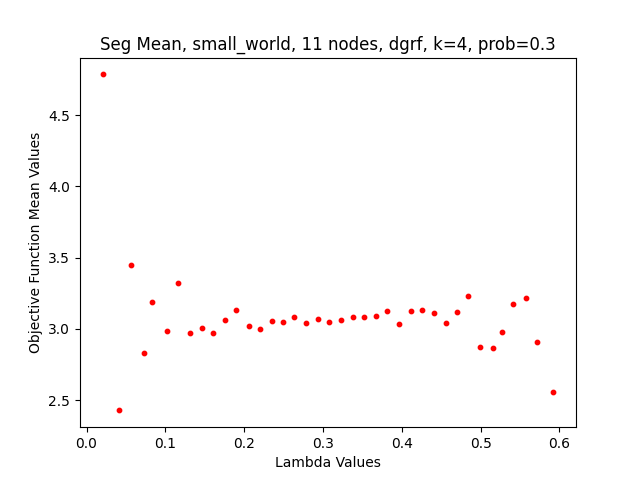 Seg Mean, small_world, 11 nodes, dgrf, k=4, prob=0.3
Objective Function Mean Values
4.5
4.0
3.5
3.0
2.5
0.0 0.1 0.2 0.3 0.4 0.5 0.6
Lambda Values